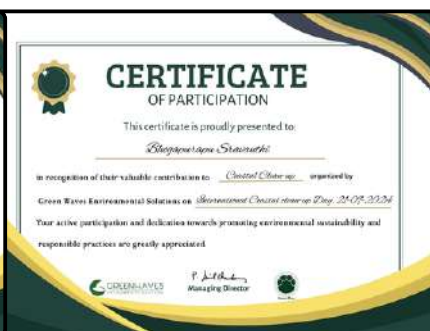 CERTIFICATE
OF PARTICIPATION
This certificate is proudly presented to:
Bhogapurapu Sravanthi
in recognition of their valuable contribution to Coastal Clean-up organized by
Green Waves Environmental Solutions on International Coastal clean up Day, 21-09-2024
Your active participation and dedication towards promoting environmental sustainability and
responsible practices are greatly appreciated
GREENWAVES
Managing Director